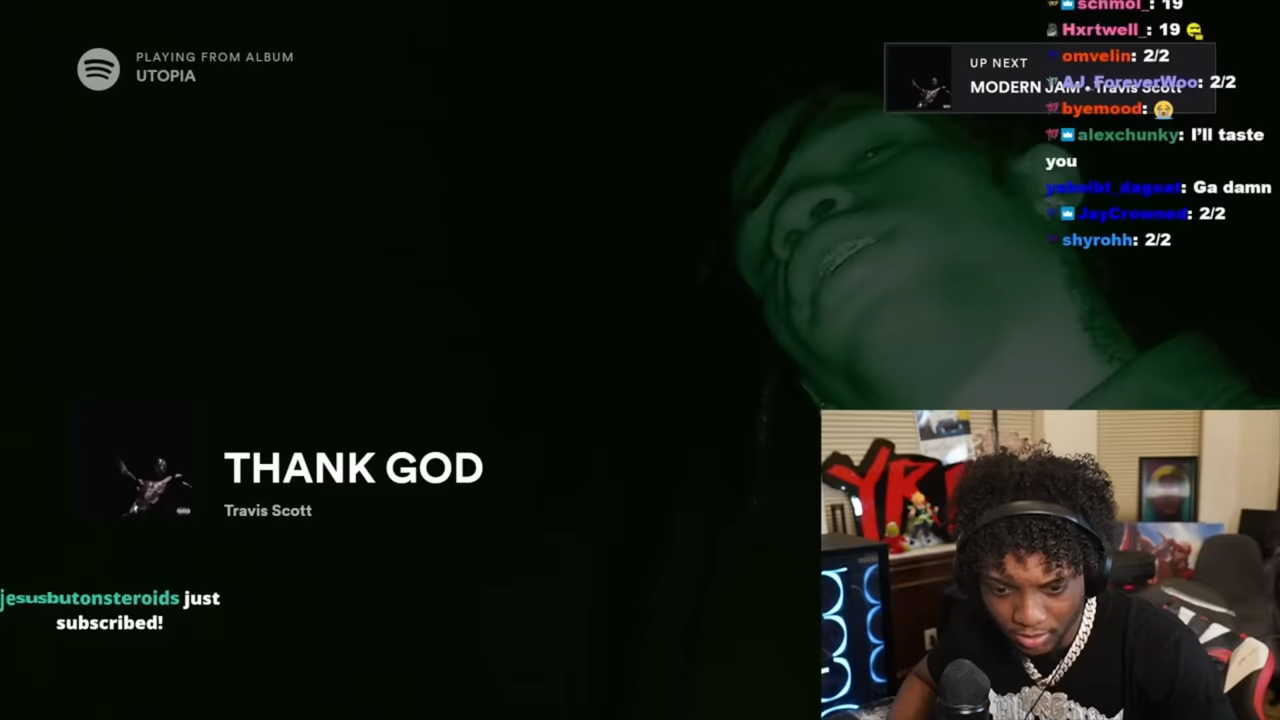 PLAYING FROM ALBUM
UTOPIA
schmol_: 19
Hxrtwell_: 19
UP NEXT
omvelin: 2/2
MODERN JAM • Travis Scott
AJ_ForeverWoo: 2/2
byemood: 😭
alexchunky: I'll taste
you
: Ga damn
JayCrowned: 2/2
shyrohh: 2/2
THANK GOD
Travis Scott
jesusbutonsteroids just
subscribed!